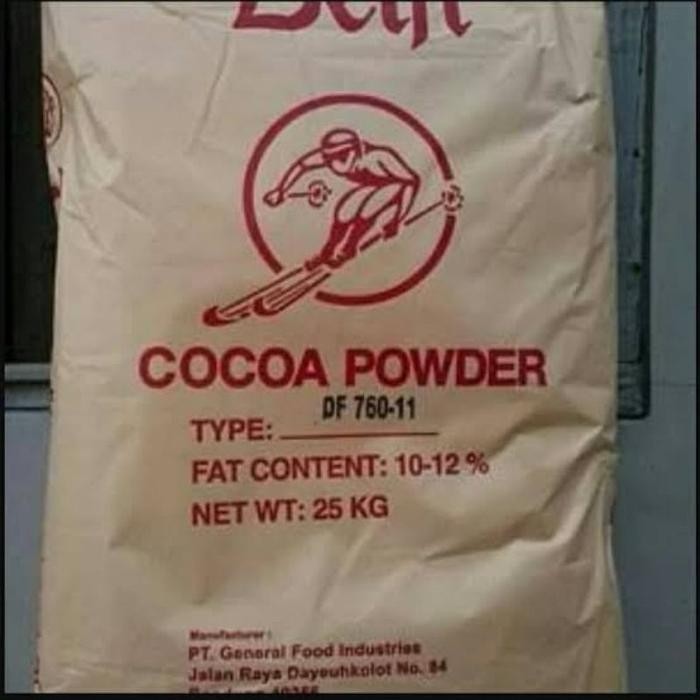 Delfi
COCOA POWDER
TYPE: DF 760-11
FAT CONTENT: 10-12 %
NET WT: 25 KG
Manufacturer :
PT. General Food Industries
Jalan Raya Dayeuhkolot No. 84